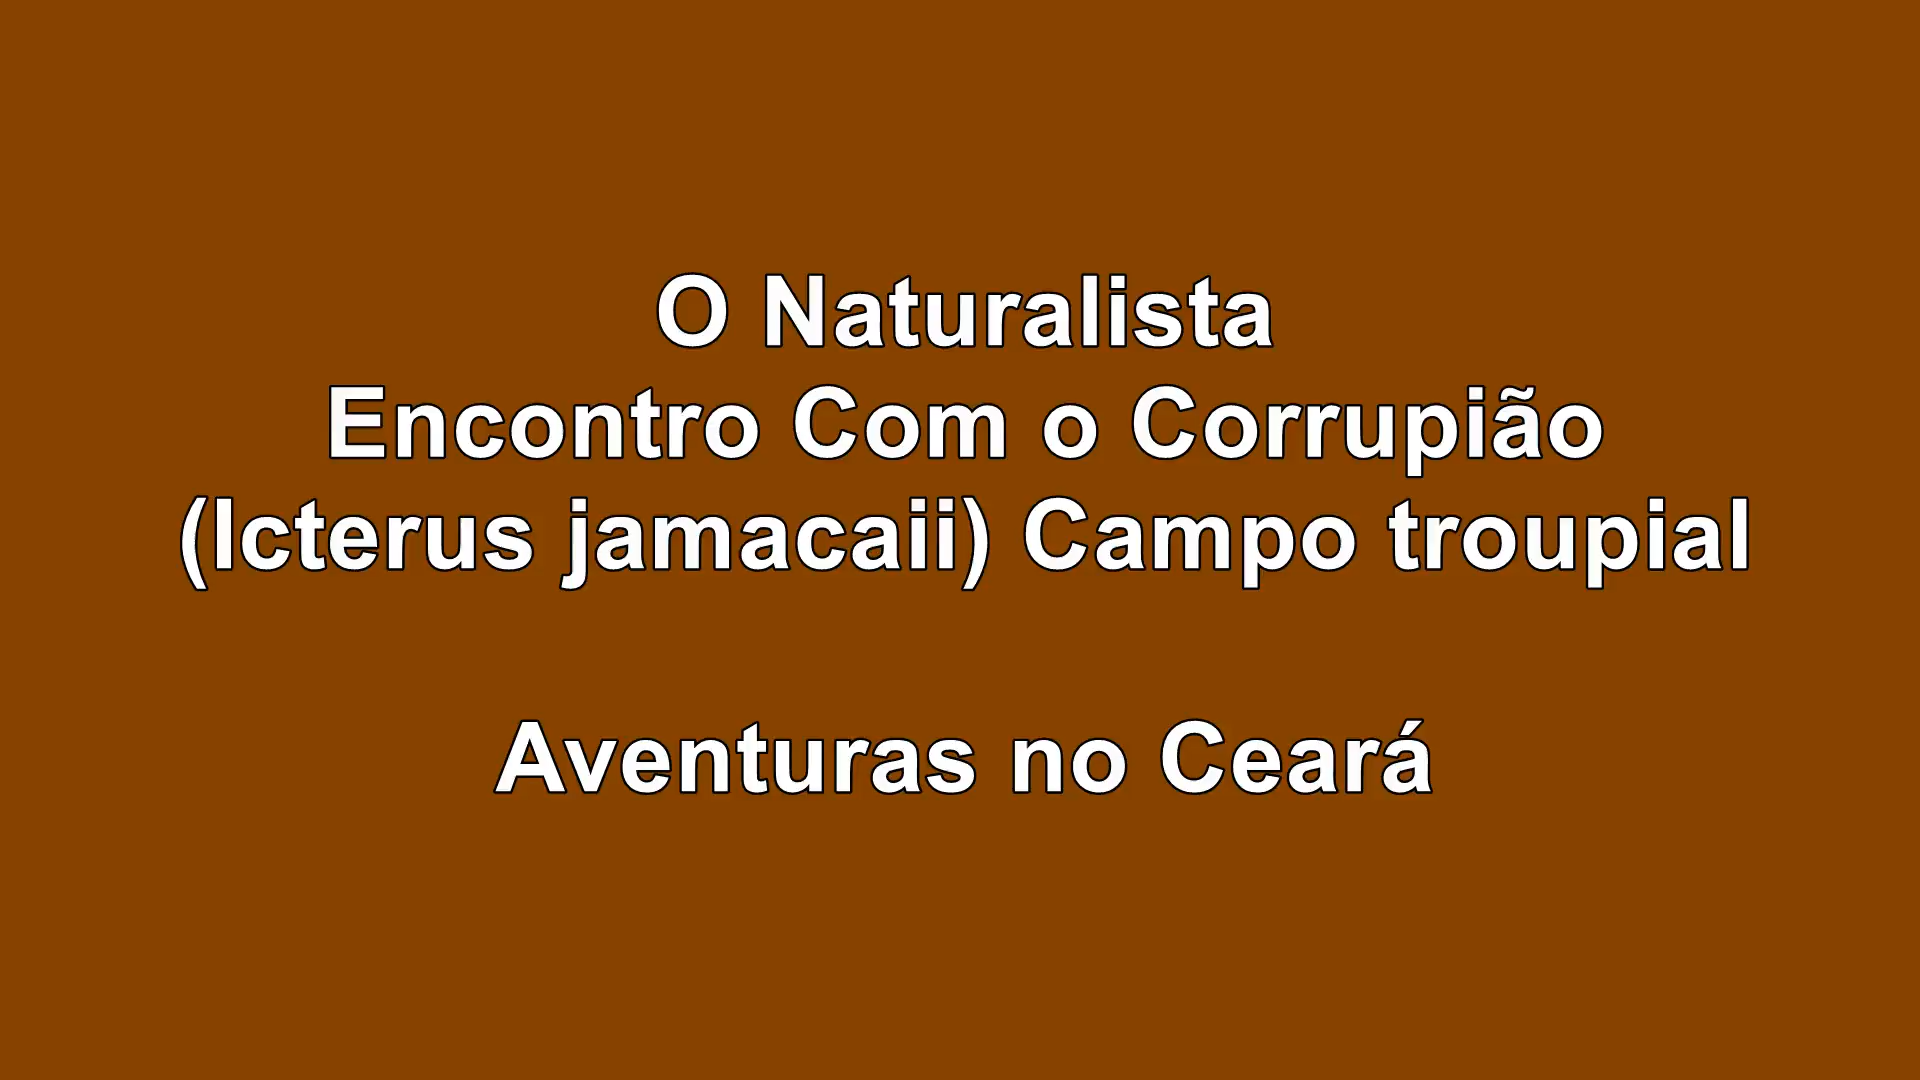 O Naturalista
Encontro Com o Corrupião
(Icterus jamacaii) Campo troupial
Aventuras no Ceará